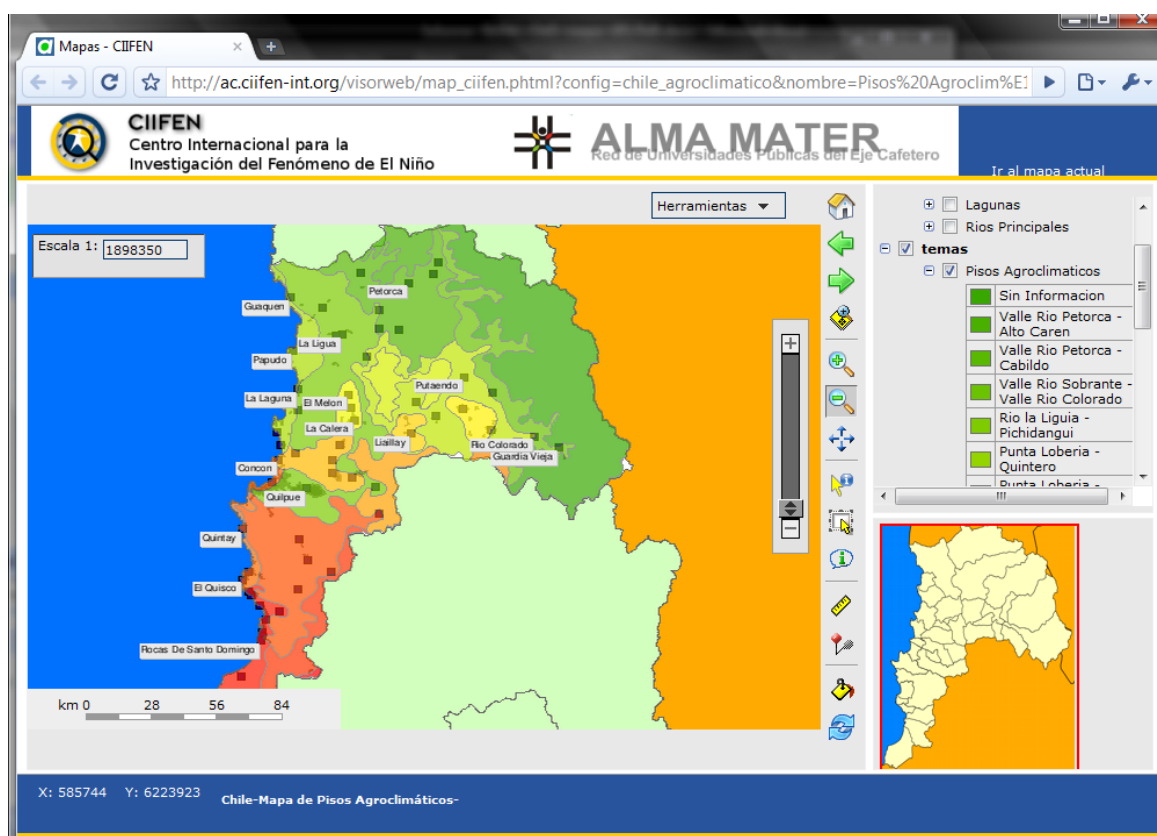 Mapas - CIIFEN
http://ac.ciifen-int.org/visorweb/map_ciifen.phtml?config=chile_agroclimatico&nombre=Pisos%20Agroclim%E1
CIIFEN
Centro Internacional para la
Investigación del Fenómeno de El Niño
ALMA MATER
Red de Universidades Públicas del Eje Cafetero
Ir al mapa actual
Herramientas
Escala 1: 1898350
Petorca
Guaquen
La Ligua
Papudo
Putaendo
La Laguna
El Melon
La Calera
Llaillay
Rio Colorado
Guardia Vieja
Concon
Quilpue
Quintay
El Quisco
Rocas De Santo Domingo
km 0 28 56 84
Lagunas
Rios Principales
temas
Pisos Agroclimaticos
Sin Informacion
Valle Rio Petorca -
Alto Caren
Valle Rio Petorca -
Cabildo
Valle Rio Sobrante -
Valle Rio Colorado
Rio la Liguia -
Pichidangui
Punta Loberia -
Quintero
Punta Loberia -
X: 585744 Y: 6223923
Chile-Mapa de Pisos Agroclimáticos-